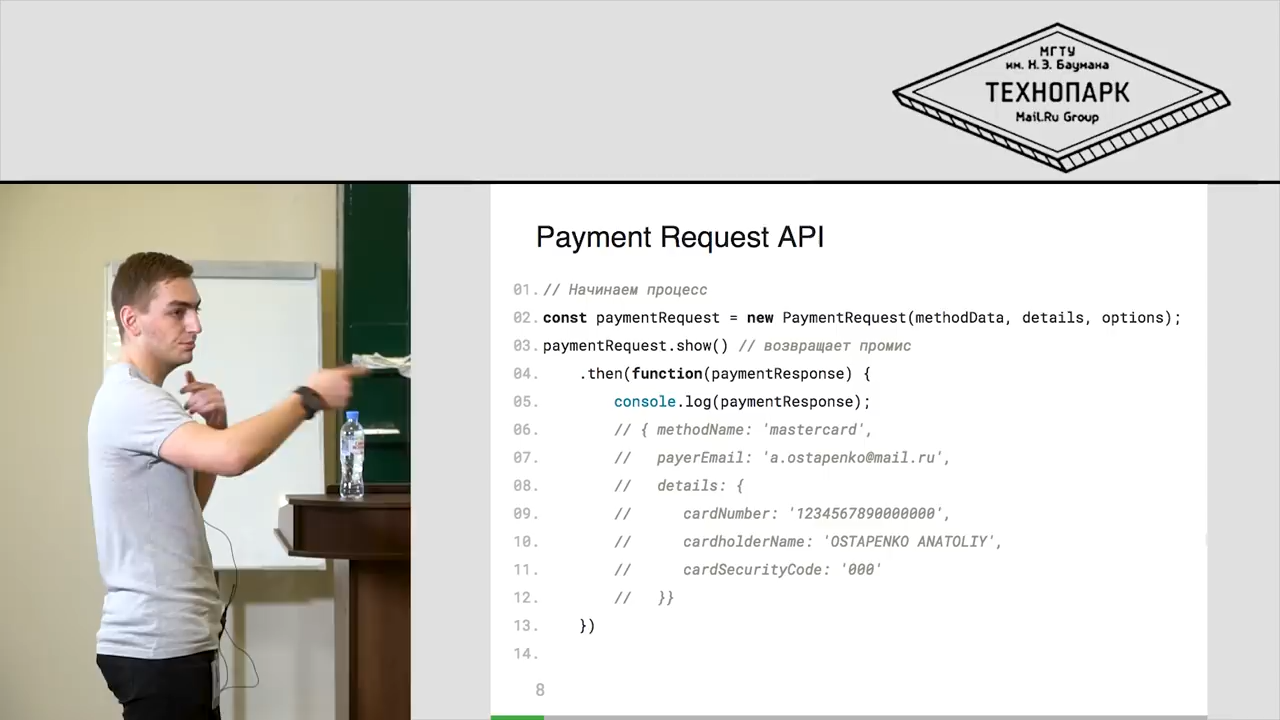 МГТУ
им. Н.Э. Баумана
ТЕХНОПАРК
Mail.Ru Group
Payment Request API
01. // Начинаем процесс
02. const paymentRequest = new PaymentRequest(methodData, details, options);
03. paymentRequest.show() // возвращает промис
04. .then(function(paymentResponse) {
05. console.log(paymentResponse);
06. // { methodName: 'mastercard',
07. // payerEmail: 'a.ostapenko@mail.ru',
08. // details: {
09. // cardNumber: '1234567890000000',
10. // cardholderName: 'OSTAPENKO ANATOLIY',
11. // cardSecurityCode: '000'
12. // }}
13. })
14.
8